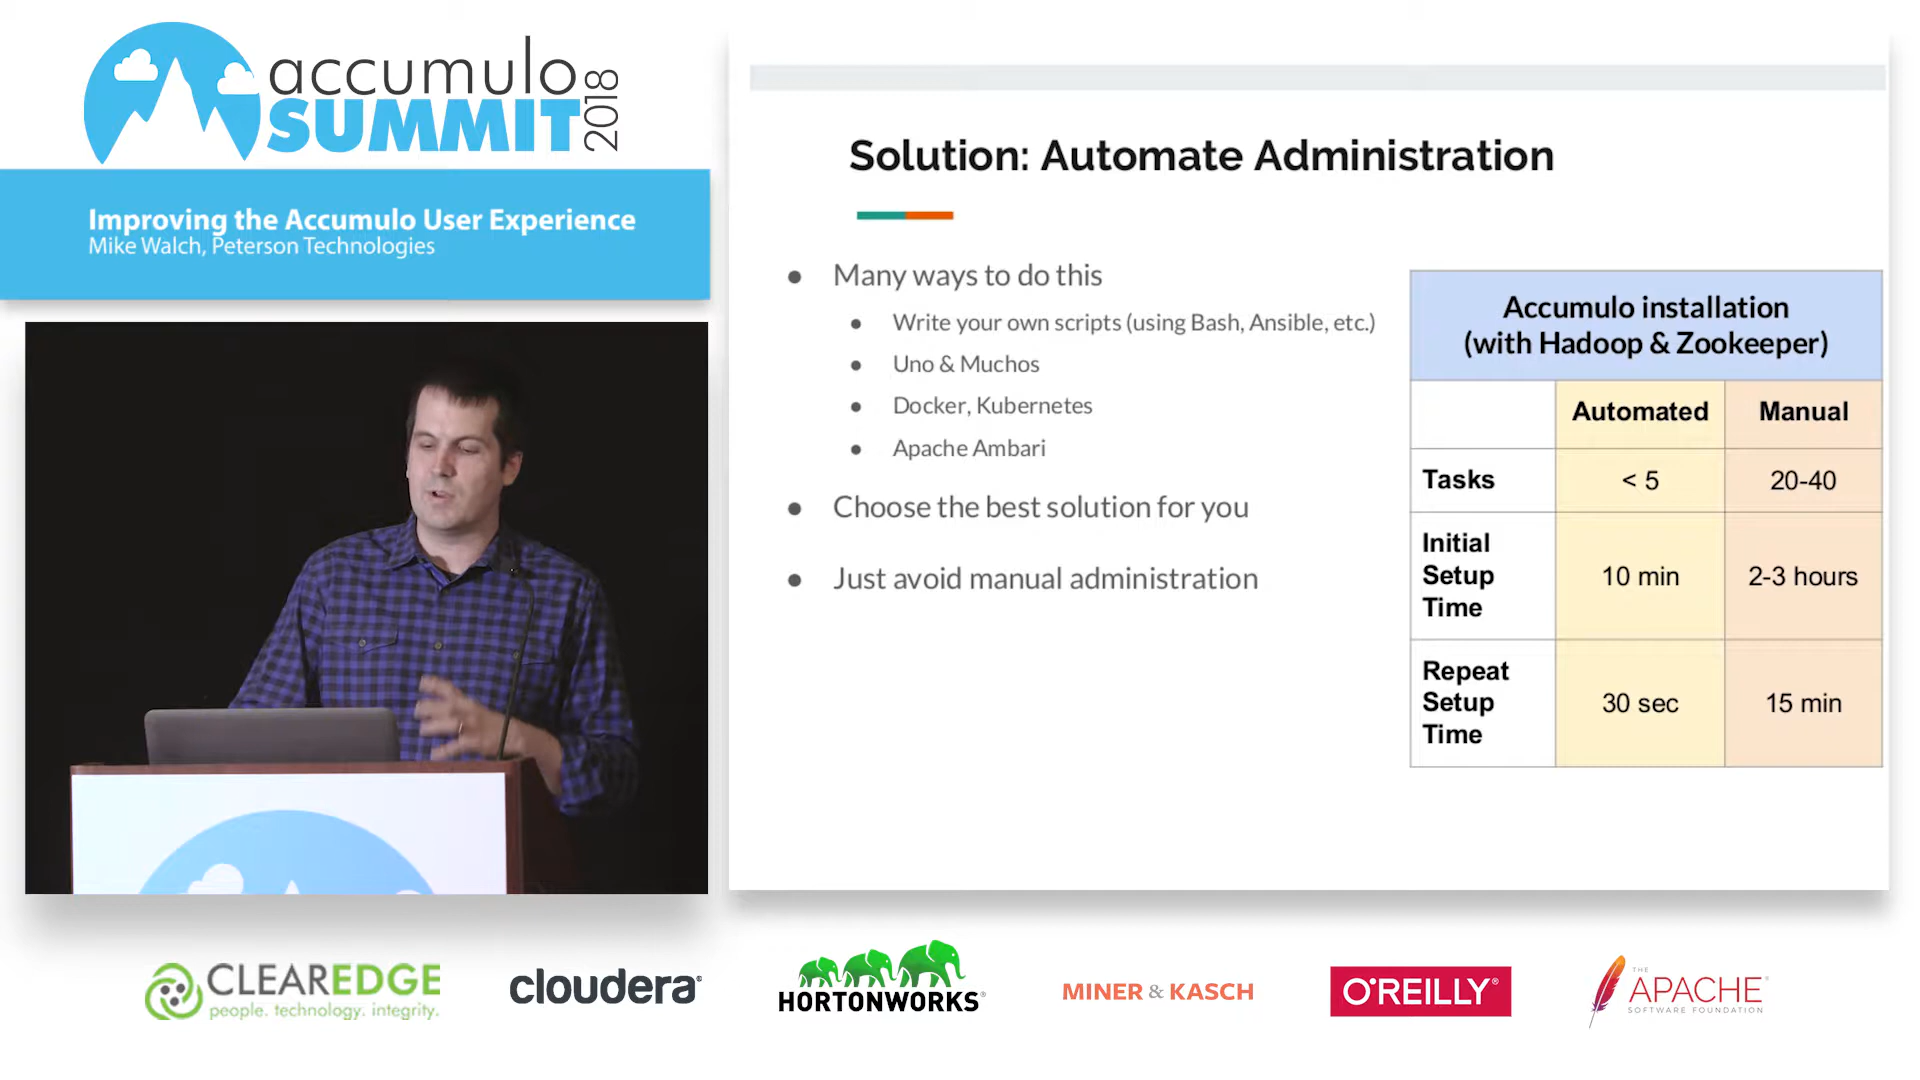 accumulo
SUMMIT
2018
Improving the Accumulo User Experience
Mike Walch, Peterson Technologies
Solution: Automate Administration
● Many ways to do this
● Write your own scripts (using Bash, Ansible, etc.)
● Uno & Muchos
● Docker, Kubernetes
● Apache Ambari
● Choose the best solution for you
● Just avoid manual administration
Accumulo installation
(with Hadoop & Zookeeper)
Automated Manual
Tasks < 5 20-40
Initial
Setup
Time
10 min 2-3 hours
Repeat
Setup
Time
30 sec 15 min
CLEAREDGE
people. technology. integrity.
cloudera®
HORTONWORKS®
MINER & KASCH
O'REILLY®
THE
APACHE®
SOFTWARE FOUNDATION